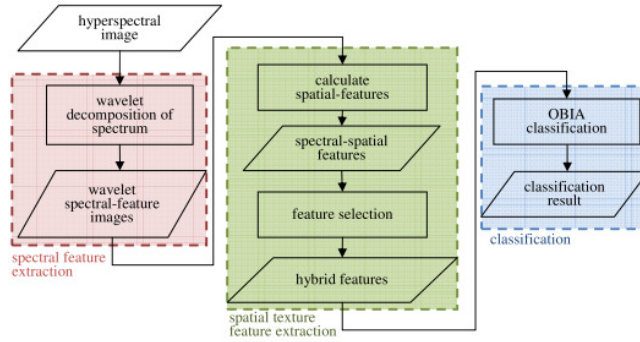 hyperspectral
image
wavelet
decomposition of
spectrum
wavelet
spectral-feature
images
spectral feature
extraction
calculate
spatial-features
spectral-spatial
features
feature selection
hybrid features
spatial texture
feature extraction
OBIA
classification
classification
result
classification